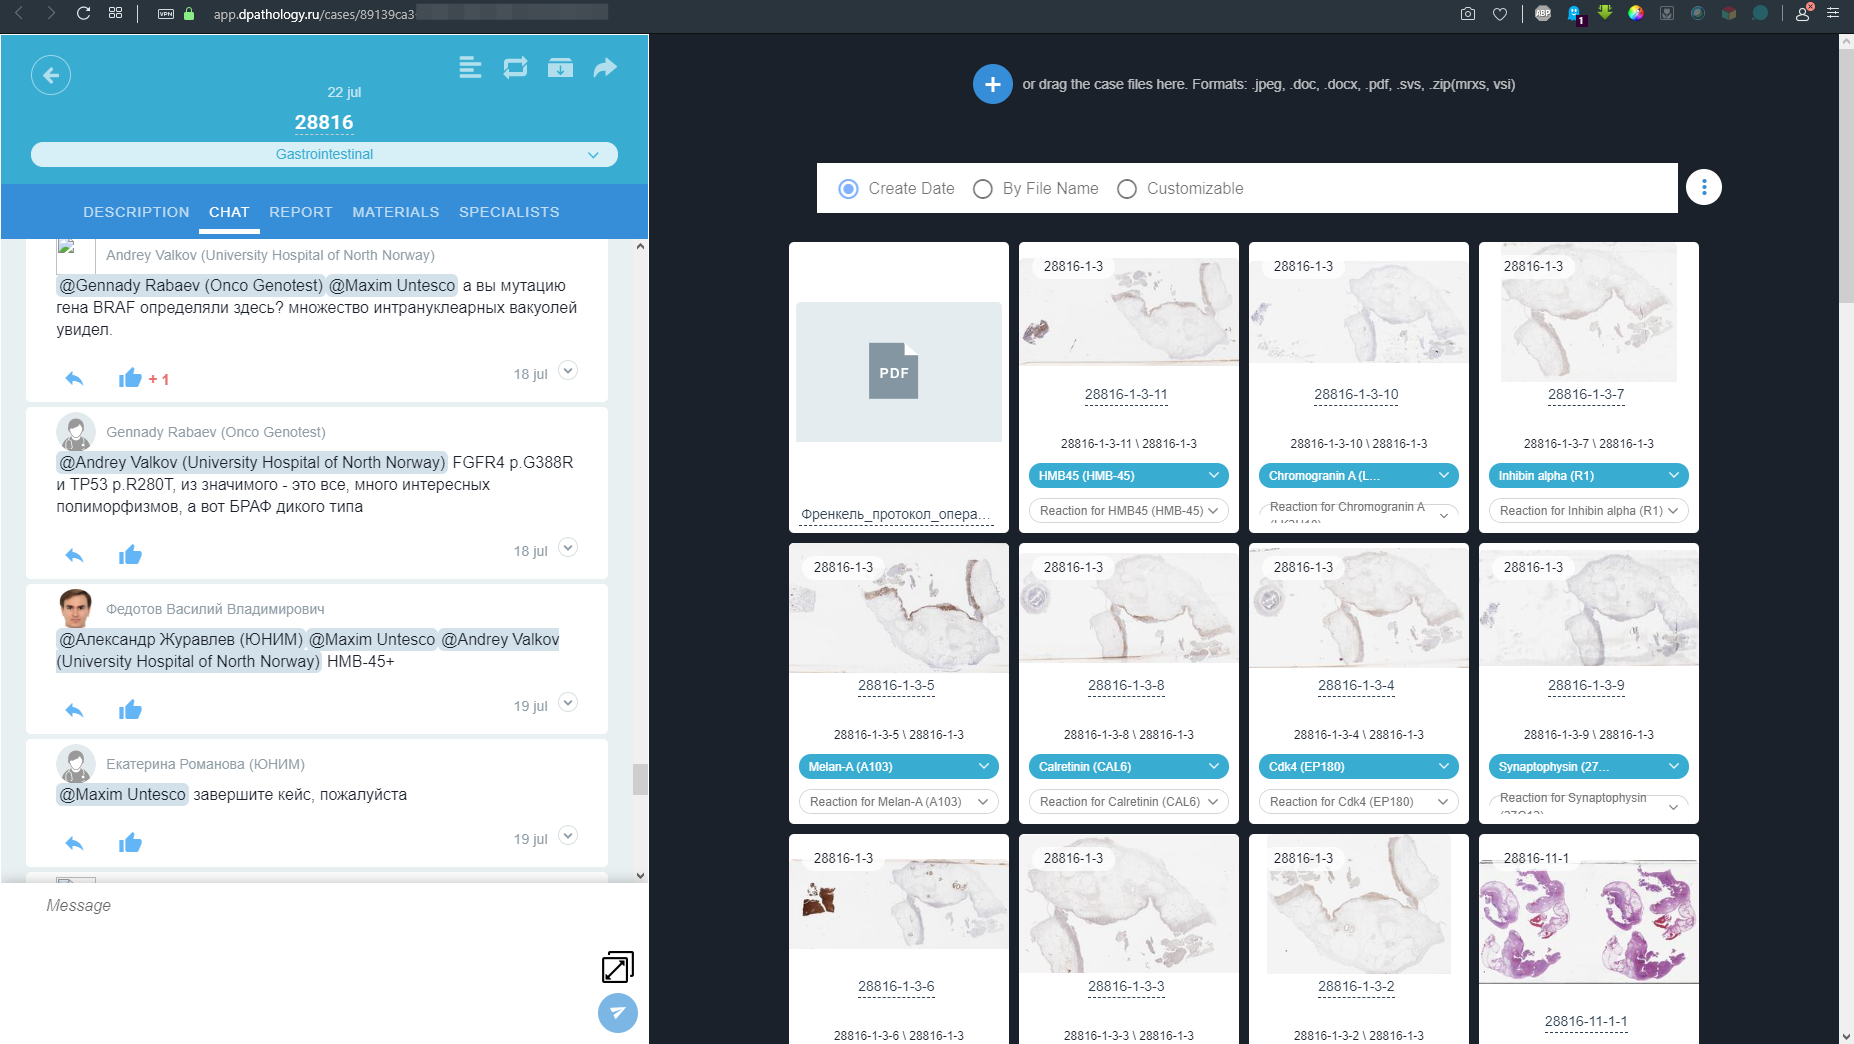 VPN
app.dpathology.ru/cases/89139ca3
ABP
1
22 jul
28816
Gastrointestinal
DESCRIPTION CHAT REPORT MATERIALS SPECIALISTS
Andrey Valkov (University Hospital of North Norway)
@Gennady Rabaev (Onco Genotest) @Maxim Untesco а вы мутацию
гена BRAF определяли здесь? множество интрануклеарных вакуолей
увидел.
+ 1
18 jul
Gennady Rabaev (Onco Genotest)
@Andrey Valkov (University Hospital of North Norway) FGFR4 p.G388R
и TP53 p.R280T, из значимого - это все, много интересных
полиморфизмов, а вот БРАФ дикого типа
18 jul
Федотов Василий Владимирович
@Александр Журавлев (ЮНИМ) @Maxim Untesco @Andrey Valkov
(University Hospital of North Norway) HMB-45+
19 jul
Екатерина Романова (ЮНИМ)
@Maxim Untesco завершите кейс, пожалуйста
19 jul
Message
or drag the case files here. Formats: .jpeg, .doc, .docx, .pdf, .svs, .zip(mrxs, vsi)
Create Date By File Name Customizable
PDF
Френкель_протокол_опера...
28816-1-3
28816-1-3-11
28816-1-3-11 \ 28816-1-3
HMB45 (HMB-45)
Reaction for HMB45 (HMB-45)
28816-1-3
28816-1-3-10
28816-1-3-10 \ 28816-1-3
Chromogranin A (L...
Reaction for Chromogranin A
28816-1-3
28816-1-3-7
28816-1-3-7 \ 28816-1-3
Inhibin alpha (R1)
Reaction for Inhibin alpha (R1)
28816-1-3
28816-1-3-5
28816-1-3-5 \ 28816-1-3
Melan-A (A103)
Reaction for Melan-A (A103)
28816-1-3
28816-1-3-8
28816-1-3-8 \ 28816-1-3
Calretinin (CAL6)
Reaction for Calretinin (CAL6)
28816-1-3
28816-1-3-4
28816-1-3-4 \ 28816-1-3
Cdk4 (EP180)
Reaction for Cdk4 (EP180)
28816-1-3
28816-1-3-9
28816-1-3-9 \ 28816-1-3
Synaptophysin (27...
Reaction for Synaptophysin
28816-1-3
28816-1-3-6
28816-1-3-6 \ 28816-1-3
28816-1-3
28816-1-3-3
28816-1-3-3 \ 28816-1-3
28816-1-3
28816-1-3-2
28816-1-3-2 \ 28816-1-3
28816-11-1
28816-11-1-1